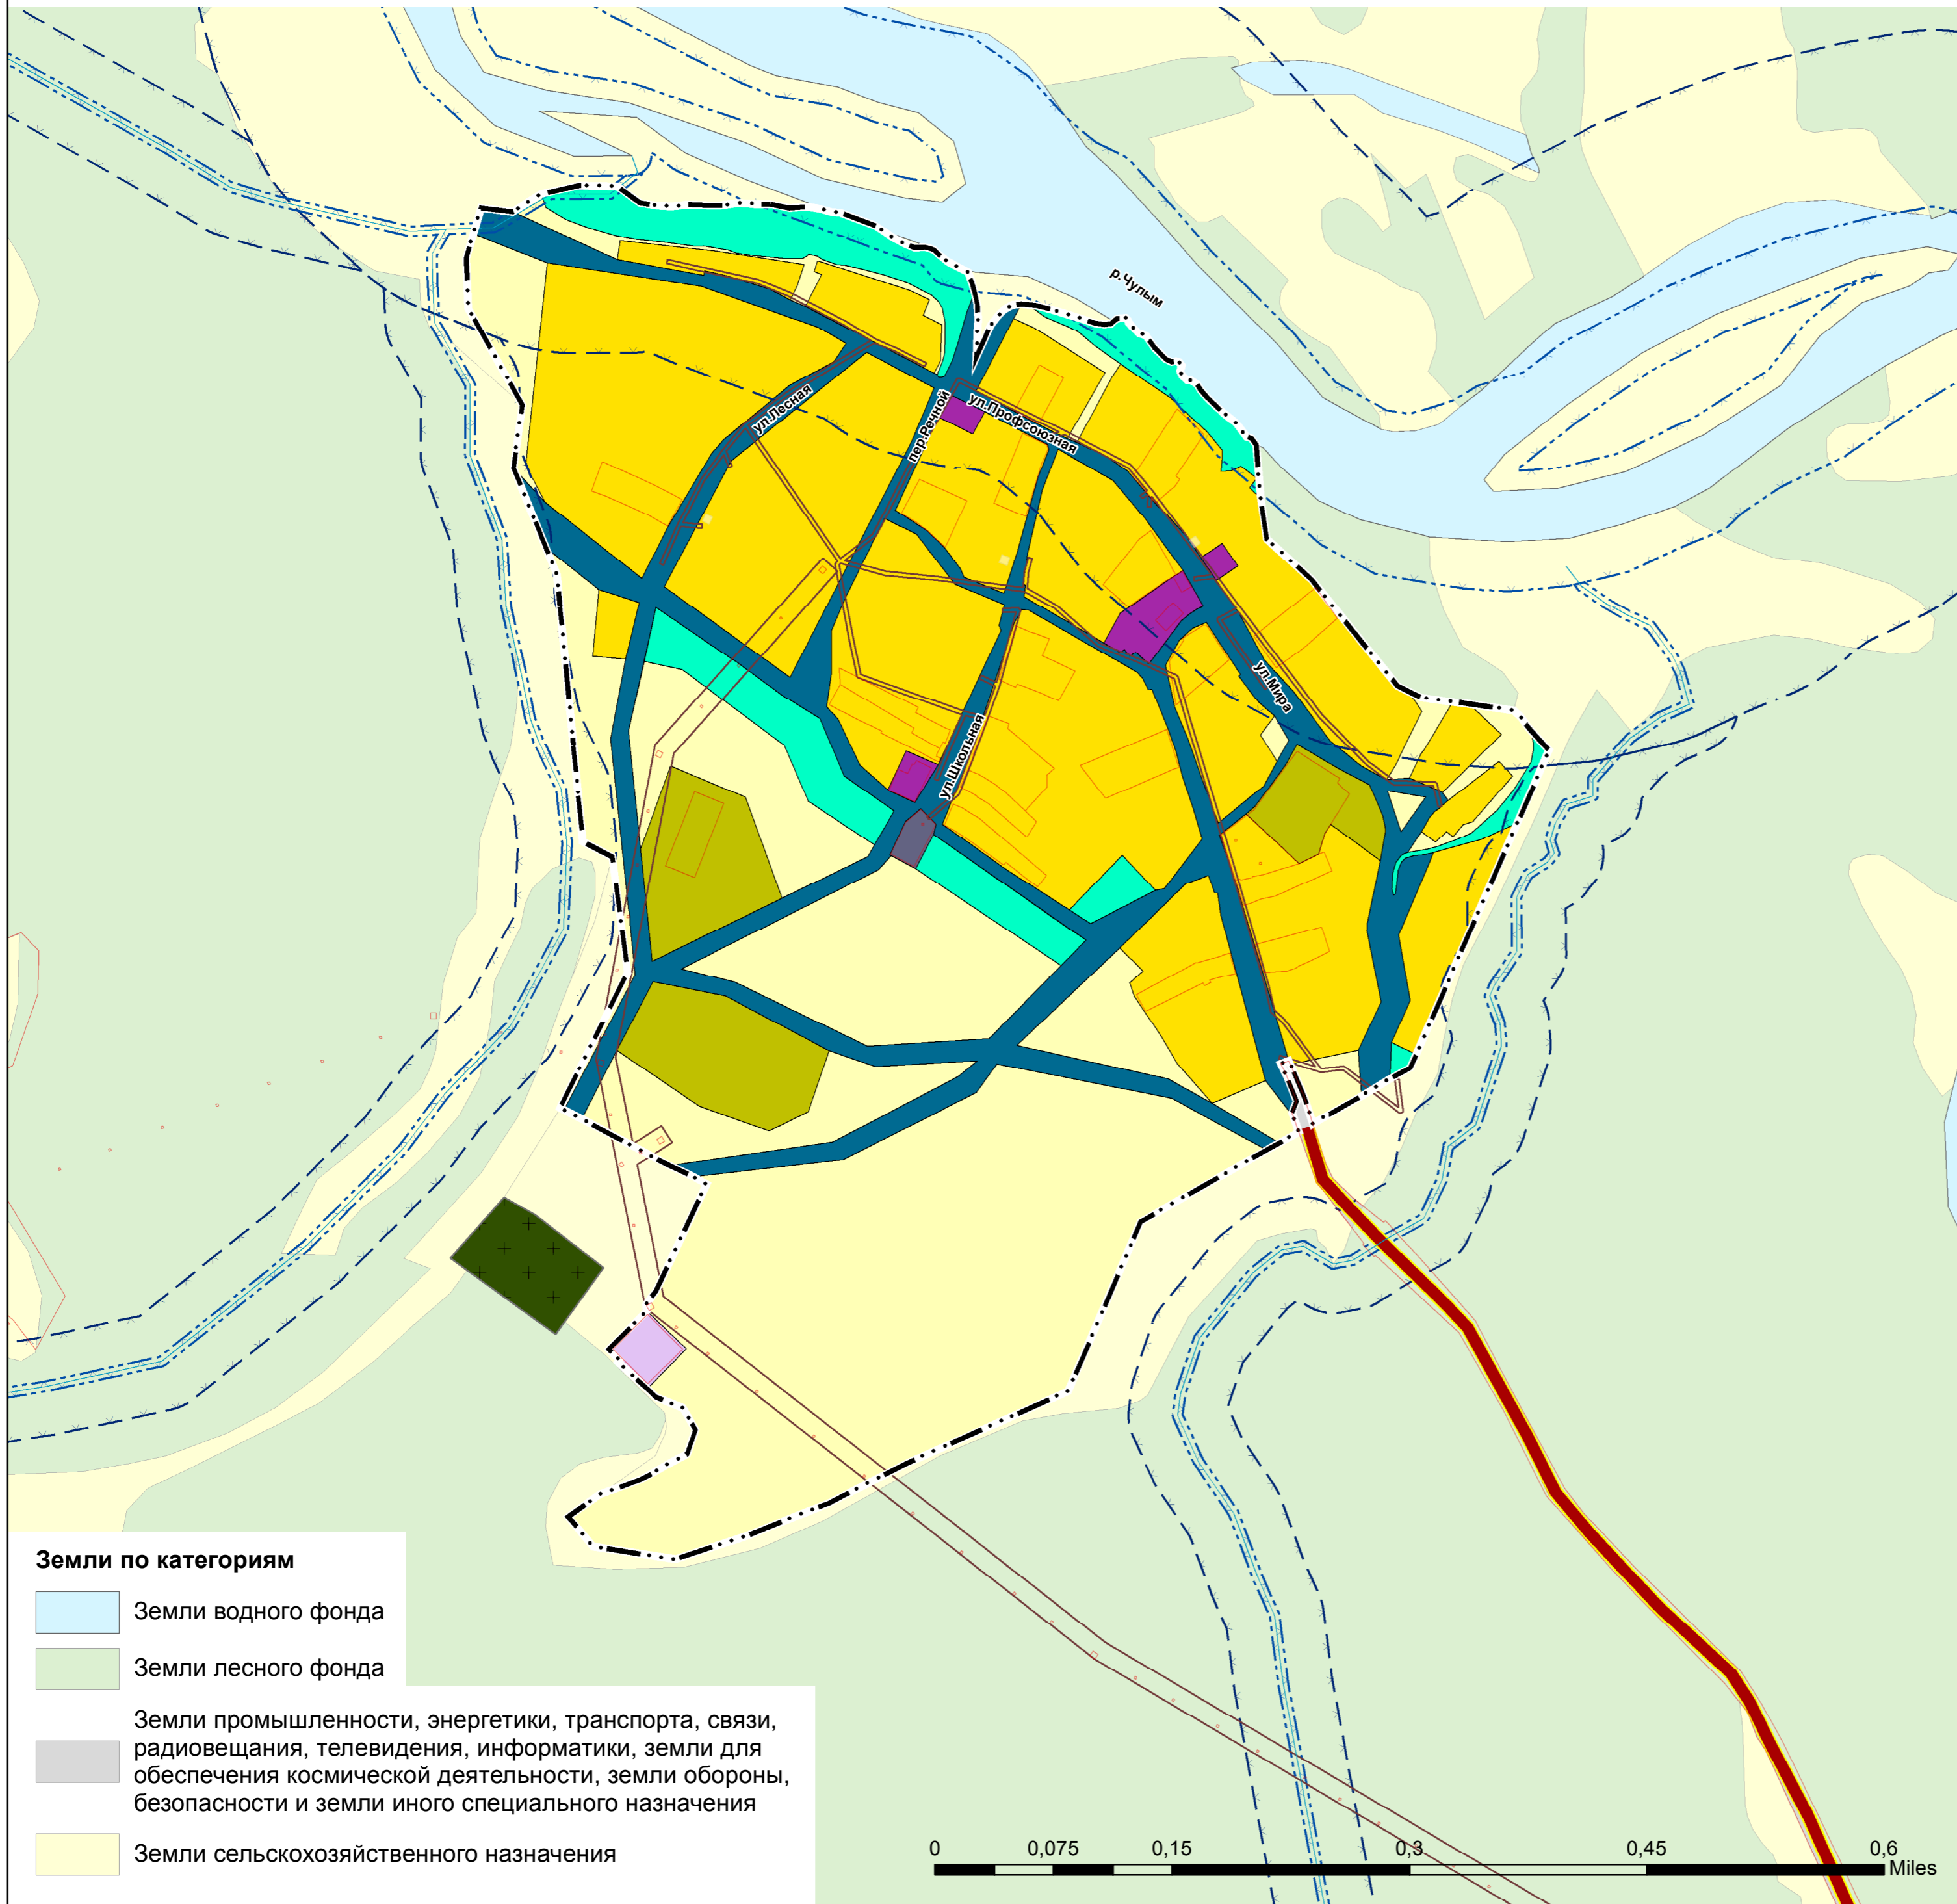 р.Чулым
ул.Лесная
пер.Речной
ул.Профсоюзная
ул.Мира
ул.Школьная
Земли по категориям
Земли водного фонда
Земли лесного фонда
Земли промышленности, энергетики, транспорта, связи,
радиовещания, телевидения, информатики, земли для
обеспечения космической деятельности, земли обороны,
безопасности и земли иного специального назначения
Земли сельскохозяйственного назначения
0 0,075 0,15 0,3 0,45 0,6
Miles